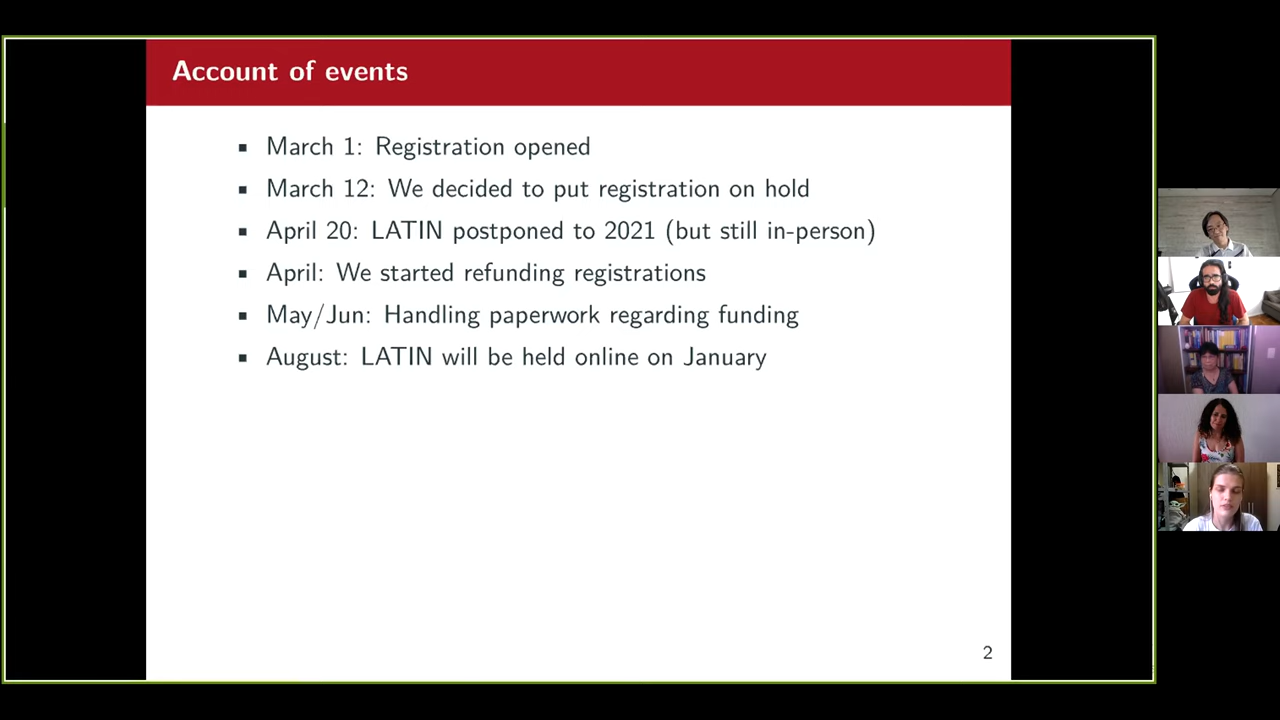 Account of events
▪ March 1: Registration opened
▪ March 12: We decided to put registration on hold
▪ April 20: LATIN postponed to 2021 (but still in-person)
▪ April: We started refunding registrations
▪ May/Jun: Handling paperwork regarding funding
▪ August: LATIN will be held online on January
2